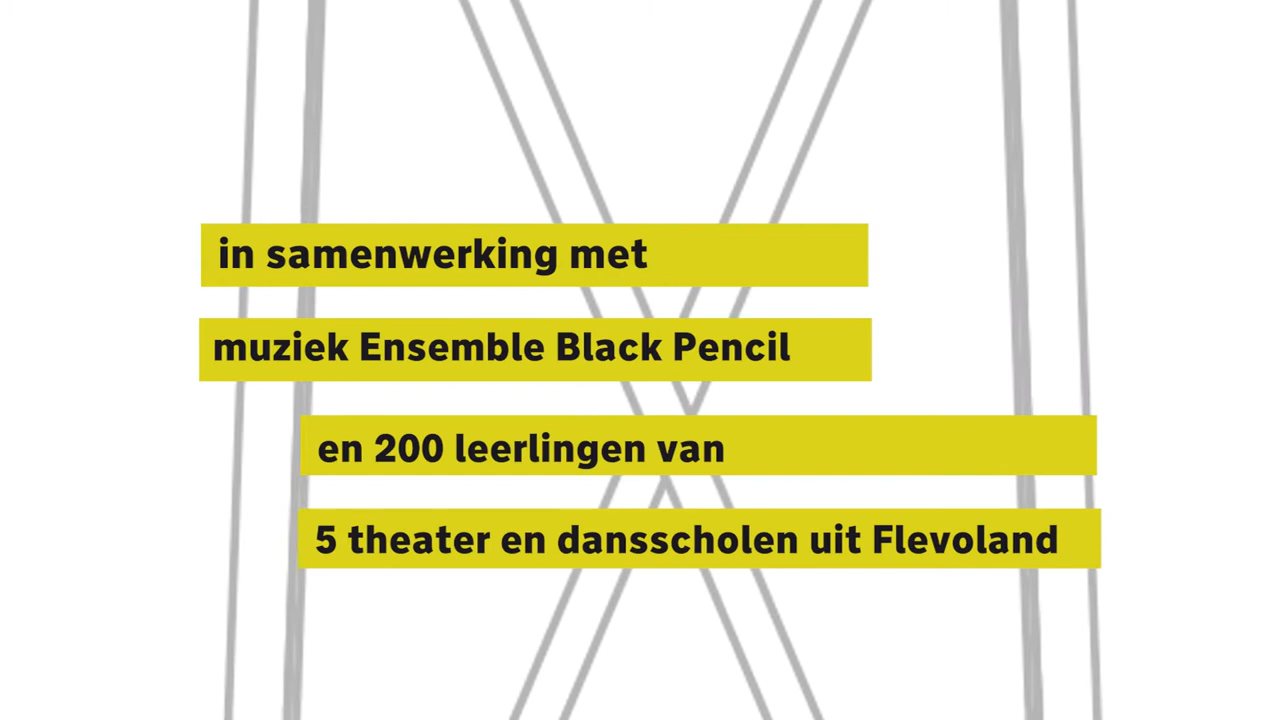 in samenwerking met
muziek Ensemble Black Pencil
en 200 leerlingen van
5 theater en dansscholen uit Flevoland